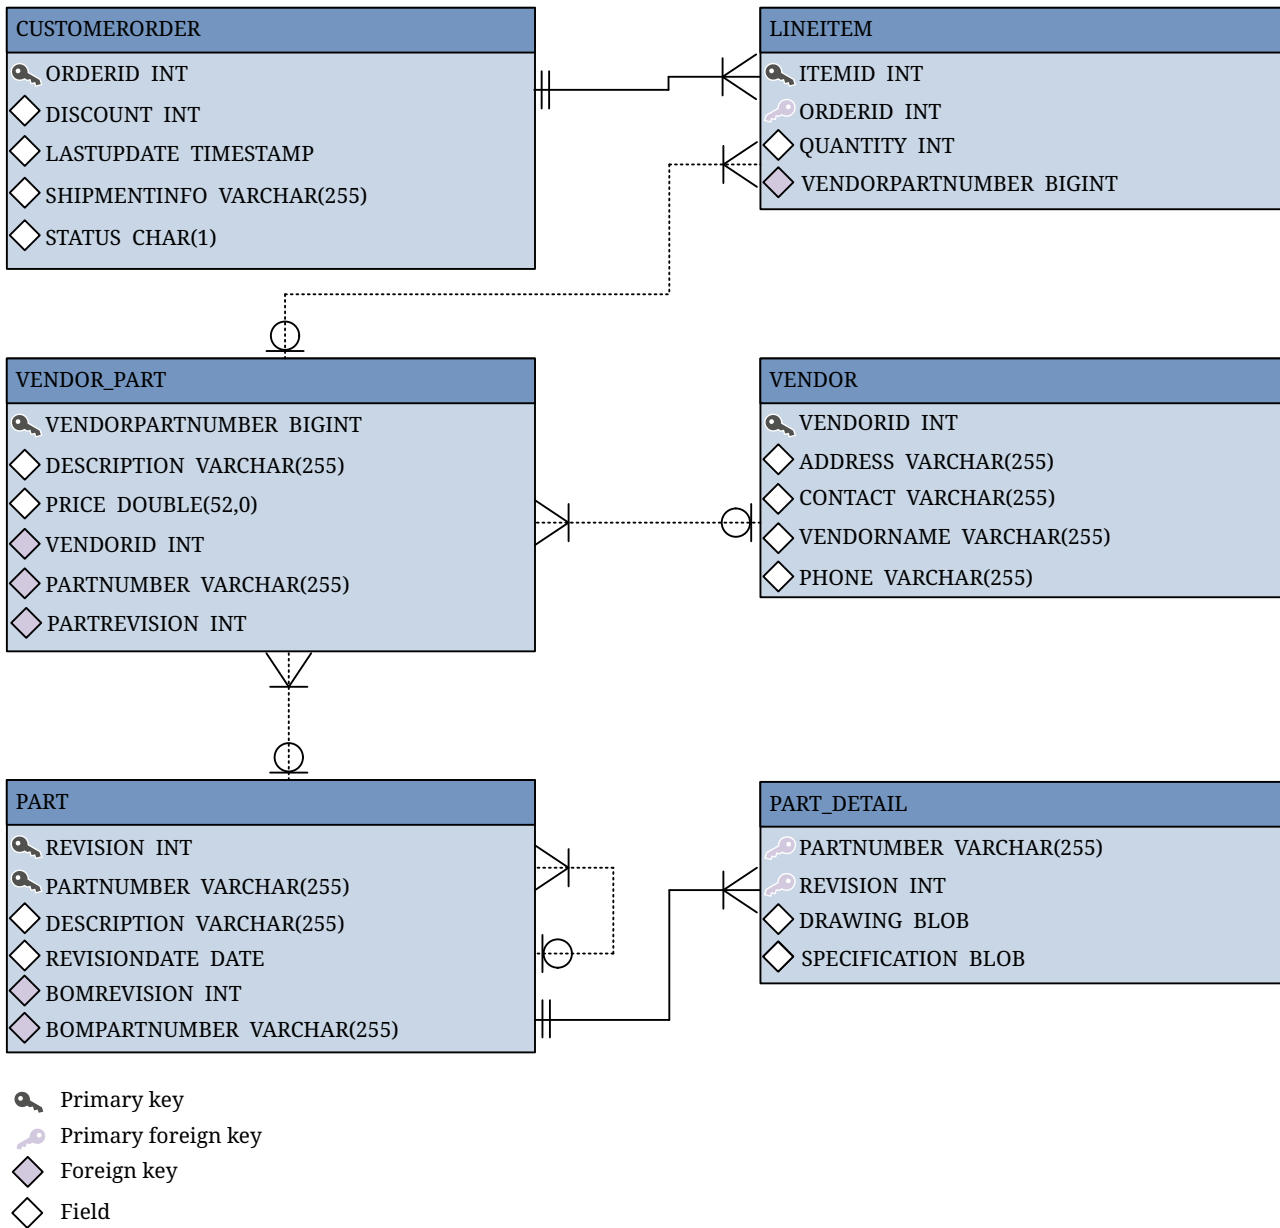 CUSTOMERORDER
ORDERID INT
DISCOUNT INT
LASTUPDATE TIMESTAMP
SHIPMENTINFO VARCHAR(255)
STATUS CHAR(1)
LINEITEM
ITEMID INT
ORDERID INT
QUANTITY INT
VENDORPARTNUMBER BIGINT
VENDOR_PART
VENDORPARTNUMBER BIGINT
DESCRIPTION VARCHAR(255)
PRICE DOUBLE(52,0)
VENDORID INT
PARTNUMBER VARCHAR(255)
PARTREVISION INT
VENDOR
VENDORID INT
ADDRESS VARCHAR(255)
CONTACT VARCHAR(255)
VENDORNAME VARCHAR(255)
PHONE VARCHAR(255)
PART
REVISION INT
PARTNUMBER VARCHAR(255)
DESCRIPTION VARCHAR(255)
REVISIONDATE DATE
BOMREVISION INT
BOMPARTNUMBER VARCHAR(255)
PART_DETAIL
PARTNUMBER VARCHAR(255)
REVISION INT
DRAWING BLOB
SPECIFICATION BLOB
Primary key
Primary foreign key
Foreign key
Field